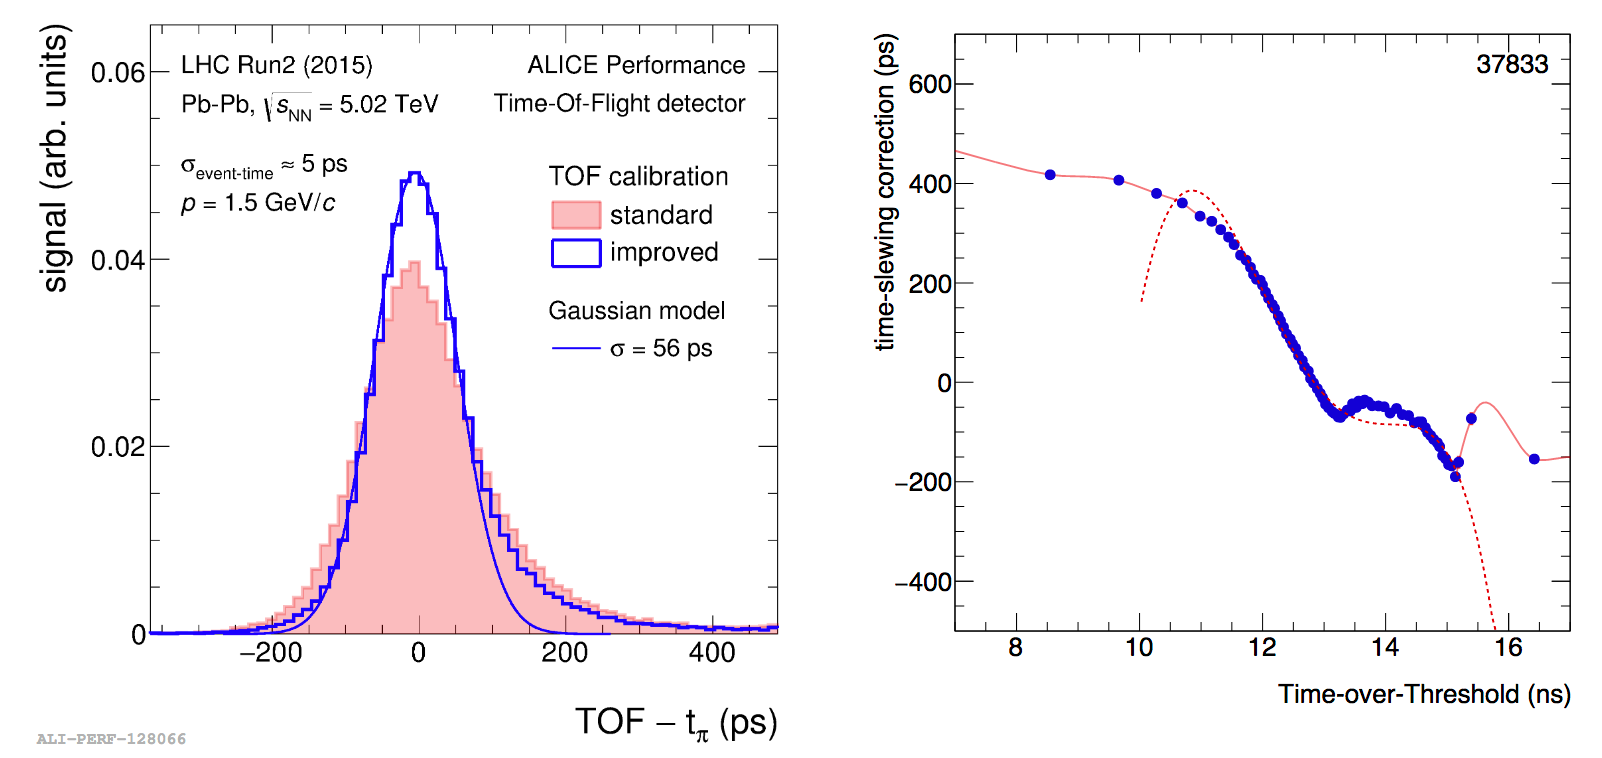 signal (arb. units)
0.06
0.04
0.02
0
LHC Run2 (2015)
Pb-Pb, √sNN = 5.02 TeV
σevent-time ≈ 5 ps
p = 1.5 GeV/c
ALICE Performance
Time-Of-Flight detector
TOF calibration
standard
improved
Gaussian model
σ = 56 ps
−200 0 200 400
TOF − tπ (ps)
ALI-PERF-128066
time-slewing correction (ps)
37833
600
400
200
0
−200
−400
8 10 12 14 16
Time-over-Threshold (ns)